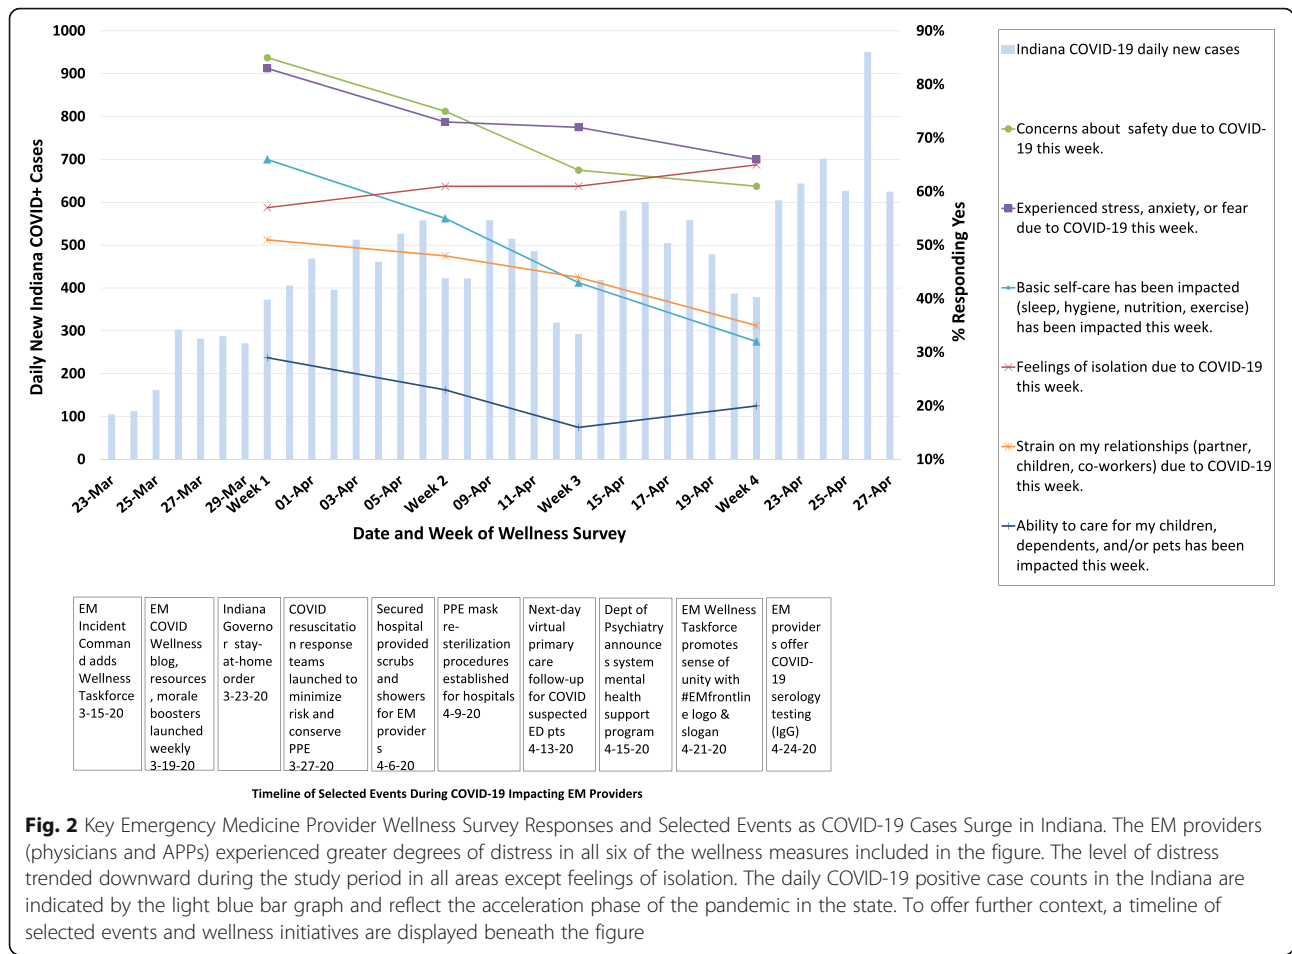 1000
900
800
700
600
500
400
300
200
100
0
Daily New Indiana COVID+ Cases
90%
80%
70%
60%
50%
40%
30%
20%
10%
% Responding Yes
23-Mar
25-Mar
27-Mar
29-Mar
Week 1
01-Apr
03-Apr
05-Apr
Week 2
09-Apr
11-Apr
Week 3
15-Apr
17-Apr
19-Apr
Week 4
23-Apr
25-Apr
27-Apr
Date and Week of Wellness Survey
Indiana COVID-19 daily new cases
Concerns about safety due to COVID-
19 this week.
Experienced stress, anxiety, or fear
due to COVID-19 this week.
Basic self-care has been impacted
(sleep, hygiene, nutrition, exercise)
has been impacted this week.
Feelings of isolation due to COVID-19
this week.
Strain on my relationships (partner,
children, co-workers) due to COVID-19
this week.
Ability to care for my children,
dependents, and/or pets has been
impacted this week.
EM
Incident
Comman
d adds
Wellness
Taskforce
3-15-20
EM
COVID
Wellness
blog,
resources
, morale
boosters
launched
weekly
3-19-20
Indiana
Governo
r stay-
at-home
order
3-23-20
COVID
resuscitatio
n response
teams
launched to
minimize
risk and
conserve
PPE
3-27-20
Secured
hospital
provided
scrubs
and
showers
for EM
provider
s
4-6-20
PPE mask
re-
sterilization
procedures
established
for hospitals
4-9-20
Next-day
virtual
primary
care
follow-up
for COVID
suspected
ED pts
4-13-20
Dept of
Psychiatry
announce
s system
mental
health
support
program
4-15-20
EM Wellness
Taskforce
promotes
sense of
unity with
#EMfrontlin
e logo &
slogan
4-21-20
EM
provider
s offer
COVID-
19
serology
testing
(IgG)
4-24-20
Timeline of Selected Events During COVID-19 Impacting EM Providers
Fig. 2 Key Emergency Medicine Provider Wellness Survey Responses and Selected Events as COVID-19 Cases Surge in Indiana. The EM providers
(physicians and APPs) experienced greater degrees of distress in all six of the wellness measures included in the figure. The level of distress
trended downward during the study period in all areas except feelings of isolation. The daily COVID-19 positive case counts in the Indiana are
indicated by the light blue bar graph and reflect the acceleration phase of the pandemic in the state. To offer further context, a timeline of
selected events and wellness initiatives are displayed beneath the figure